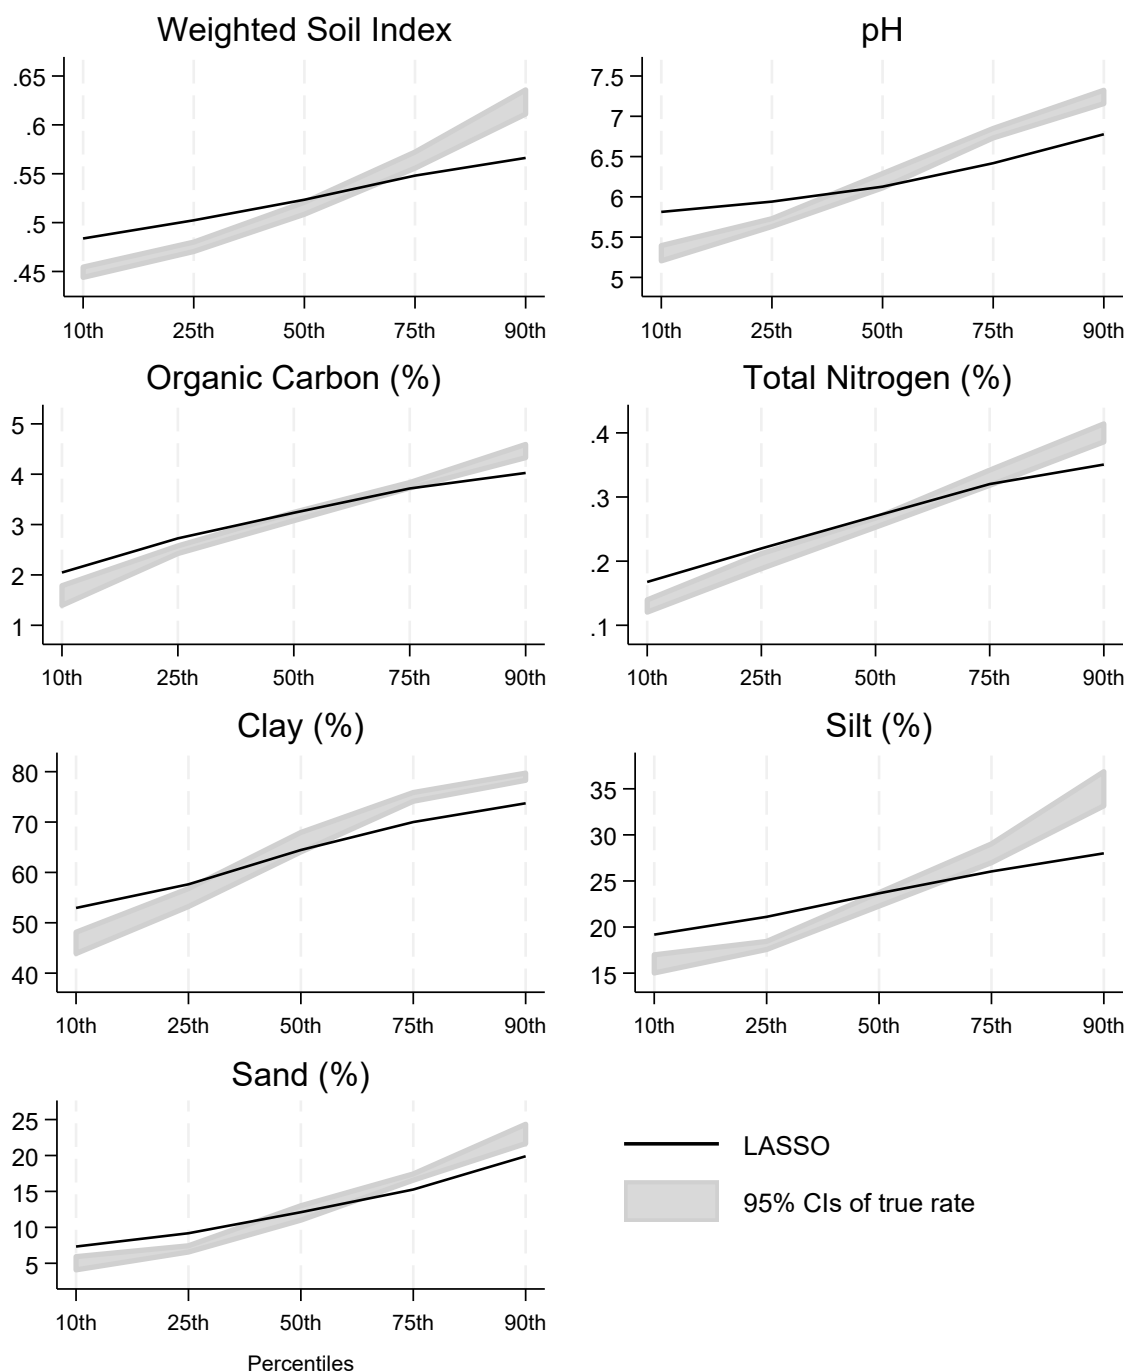 Weighted Soil Index
.65
.6
.55
.5
.45
10th 25th 50th 75th 90th
pH
7.5
7
6.5
6
5.5
5
10th 25th 50th 75th 90th
Organic Carbon (%)
5
4
3
2
1
10th 25th 50th 75th 90th
Total Nitrogen (%)
.4
.3
.2
.1
10th 25th 50th 75th 90th
Clay (%)
80
70
60
50
40
10th 25th 50th 75th 90th
Silt (%)
35
30
25
20
15
10th 25th 50th 75th 90th
Sand (%)
25
20
15
10
5
10th 25th 50th 75th 90th
Percentiles
LASSO
95% CIs of true rate